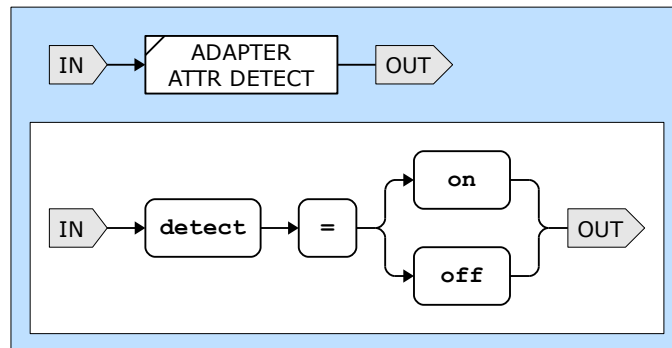 IN
ADAPTER
ATTR DETECT
OUT
IN
detect
=
on
off
OUT